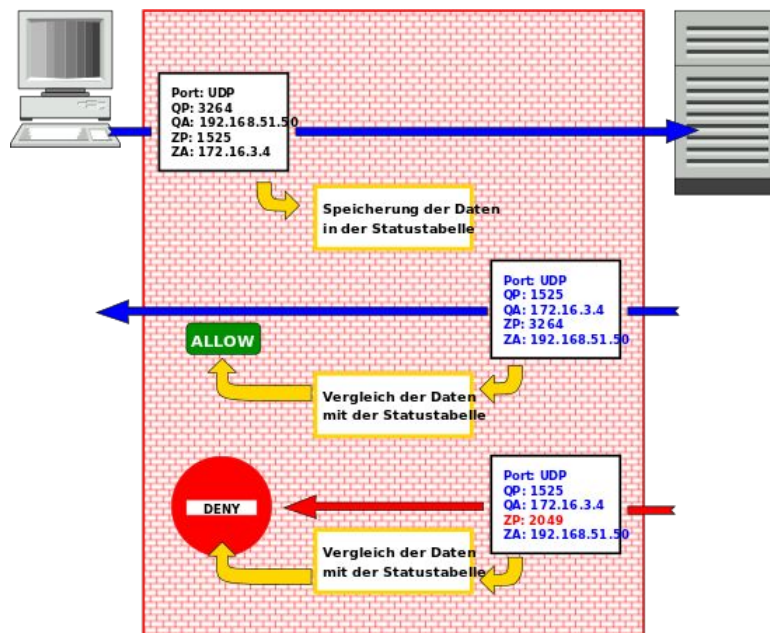 Port: UDP
QP: 3264
QA: 192.168.51.50
ZP: 1525
ZA: 172.16.3.4
Speicherung der Daten
in der Statustabelle
Port: UDP
QP: 1525
QA: 172.16.3.4
ZP: 3264
ZA: 192.168.51.50
ALLOW
Vergleich der Daten
mit der Statustabelle
Port: UDP
QP: 1525
QA: 172.16.3.4
ZP: 2049
ZA: 192.168.51.50
DENY
Vergleich der Daten
mit der Statustabelle